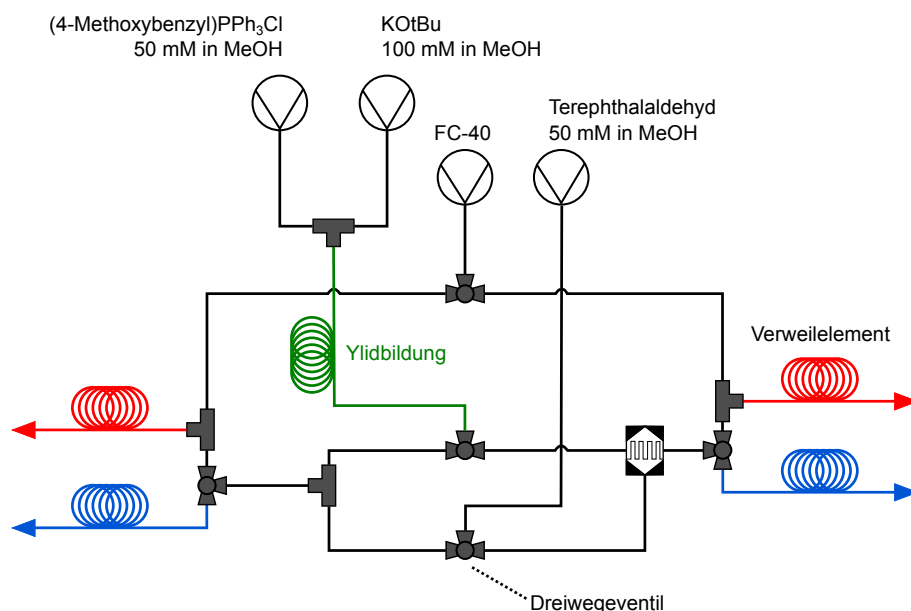 (4-Methoxybenzyl)PPh₃Cl
50 mM in MeOH
KOtBu
100 mM in MeOH
FC-40
Terephthalaldehyd
50 mM in MeOH
Ylidbildung
Verweilelement
Dreiwegeventil